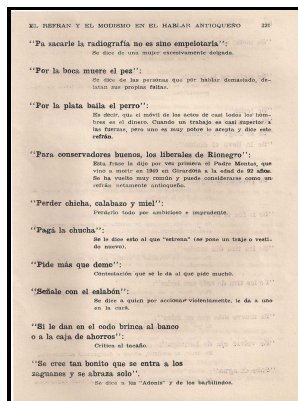 EL REFRAN Y EL MODISMO EN EL HABLAR ANTIOQUEÑO 221
"Pa sacarle la radiografía no es sino empelotarla":
Se dice de una mujer excesivamente delgada.
"Por la boca muere el pez":
Se dice de las personas que por hablar demasiado, de-
latan sus propias faltas.
"Por la plata baila el perro":
Es decir, que el móvil de los actos de casi todos los hom-
bres es el dinero. Cuando un trabajo es casi superior a
las fuerzas, pero uno es muy pobre lo acepta y dice este
refrán.
"Para conservadores buenos, los liberales de Rionegro":
Esta frase la dijo por vez primera el Padre Montes, que
vino a morir en 1949 en Girardota a la edad de 92 años.
Se ha vuelto muy común y puede considerarse como un
refrán netamente antioqueño.
"Perder chicha, calabazo y miel":
Perderlo todo por ambicioso e imprudente.
"Pagá la chucha":
Se le dice esto al que "estrena" (se pone un traje o vesti-
do nuevo).
"Pide más que deme":
Contestación que se le da al que pide mucho.
"Señale con el eslabón":
Se dice a quien por accionar violentamente, le da a uno
en la cara.
"Si le dan en el codo brinca al banco
o a la caja de ahorros":
Crítica al tacaño.
"Se cree tan bonito que se entra a los
zaguanes y se abraza solo".
Se dice a los "Adonis" y de los barbilindos.